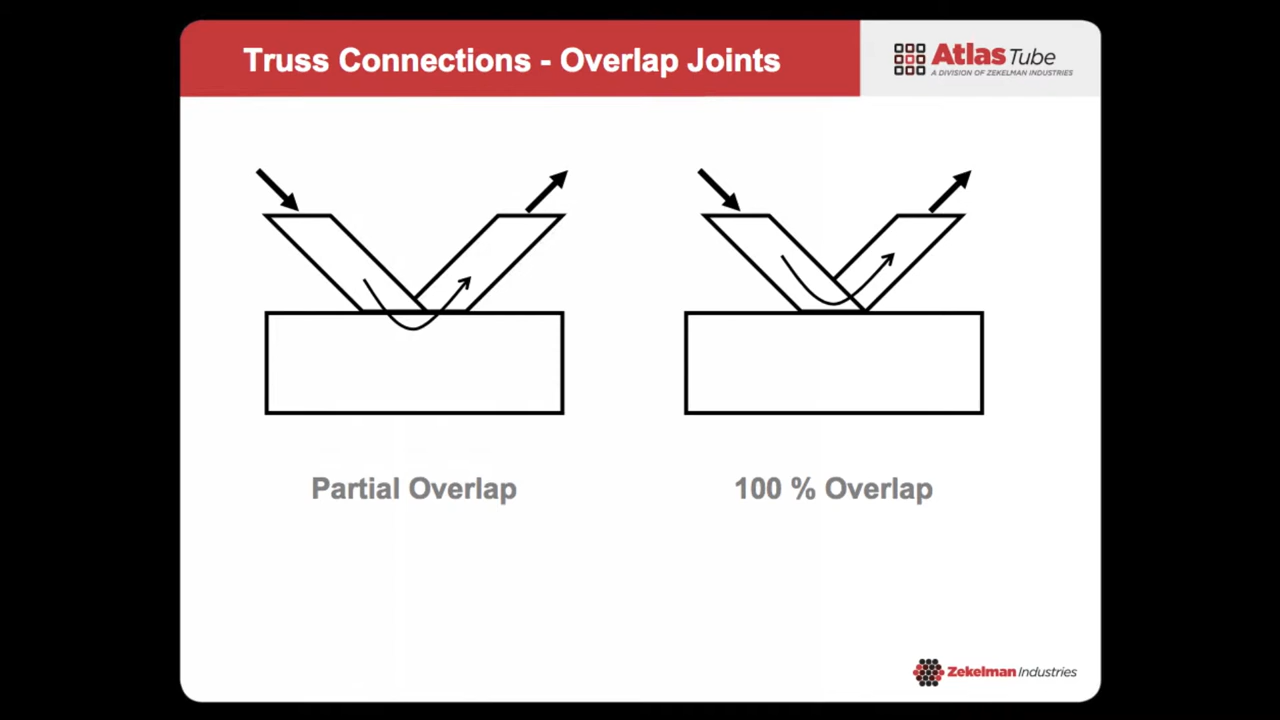 Truss Connections - Overlap Joints
Atlas Tube
A DIVISION OF ZEKELMAN INDUSTRIES
Partial Overlap
100 % Overlap
Zekelman Industries